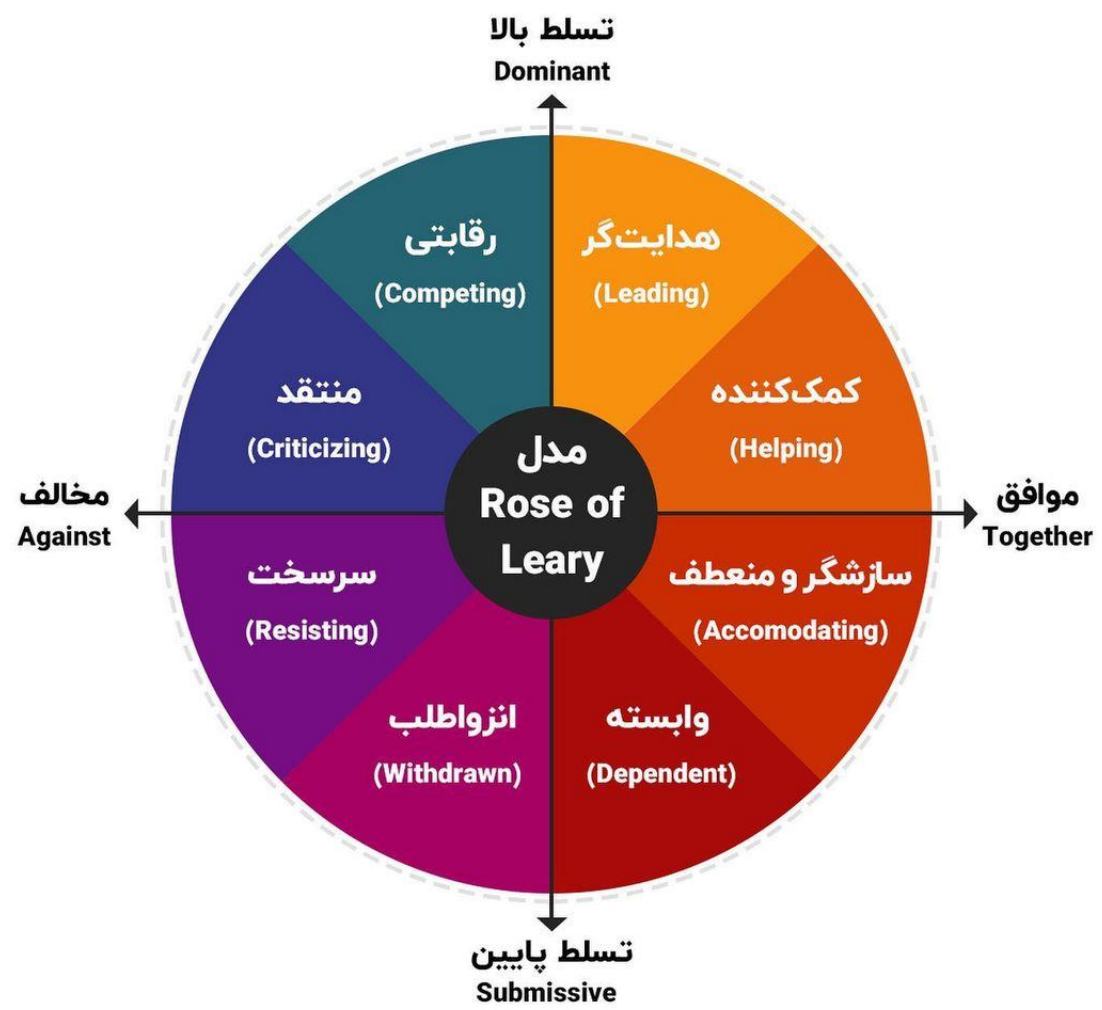 تسلط بالا
Dominant
رقابتی
(Competing)
هدایت‌گر
(Leading)
منتقد
(Criticizing)
کمک‌کننده
(Helping)
مدل
Rose of
Leary
مخالف
Against
موافق
Together
سرسخت
(Resisting)
سازشگر و منعطف
(Accomodating)
انزواطلب
(Withdrawn)
وابسته
(Dependent)
تسلط پایین
Submissive